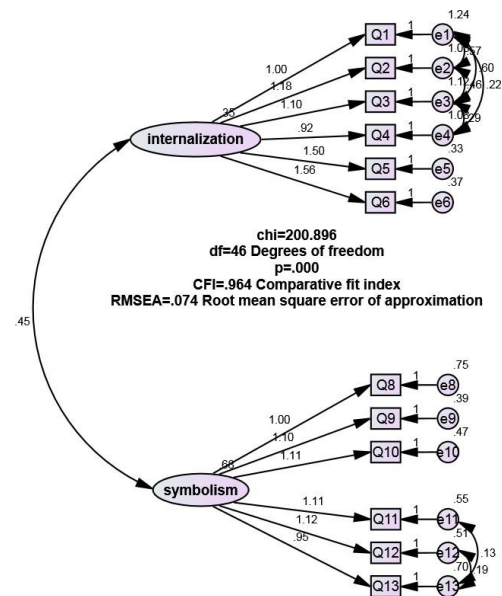 1.24
Q1
1
e1
1.00
Q2
1
e2
.57
.60
1.18
Q3
1
e3
.22
1.10
.35
internalization
.92
Q4
1
e4
.29
1.50
.33
Q5
1
e5
1.56
.37
Q6
1
e6
chi=200.896
df=46 Degrees of freedom
p=.000
CFI=.964 Comparative fit index
RMSEA=.074 Root mean square error of approximation
.45
.75
Q8
1
e8
1.00
.39
Q9
1
e9
1.10
.47
Q10
1
e10
1.11
.66
symbolism
.55
1.11
Q11
1
e11
.51
1.12
Q12
1
e12
.13
.95
.70
.19
Q13
1
e13